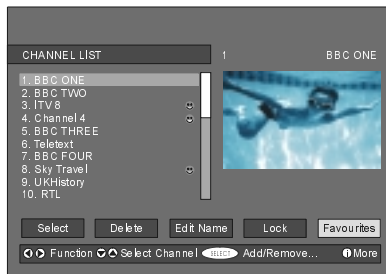 CHANNEL LIST
1 BBC ONE
1. BBC ONE
2. BBC TWO
3. ITV 8
4. Channel 4
5. BBC THREE
6. Teletext
7. BBC FOUR
8. Sky Travel
9. UKHistory
10. RTL
Select Delete Edit Name Lock Favourites
Function Select Channel SELECT Add/Remove... i More